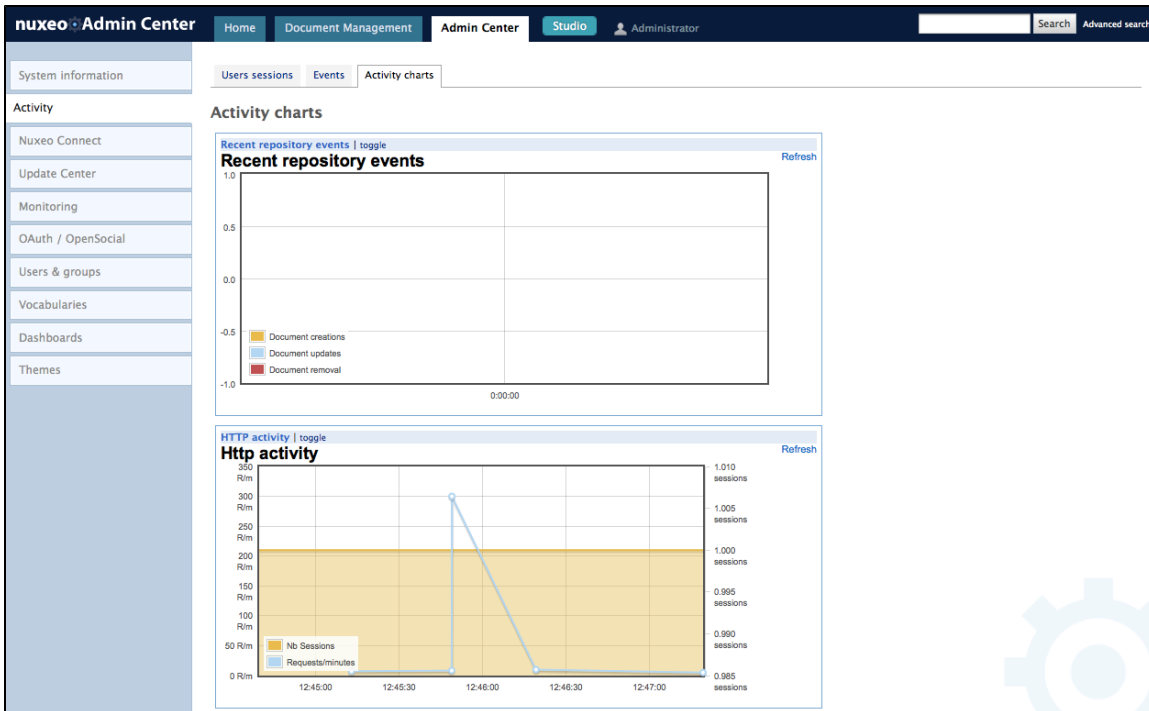 nuxeo Admin Center
Home Document Management Admin Center Studio Administrator Search Advanced search
System information
Activity
Nuxeo Connect
Update Center
Monitoring
OAuth / OpenSocial
Users & groups
Vocabularies
Dashboards
Themes
Users sessions Events Activity charts
Activity charts
Recent repository events | toggle
Recent repository events
Refresh
1.0
0.5
0.0
-0.5
-1.0
Document creations
Document updates
Document removal
0:00:00
HTTP activity | toggle
Http activity
Refresh
350 R/m
300 R/m
250 R/m
200 R/m
150 R/m
100 R/m
50 R/m
0 R/m
1.010 sessions
1.005 sessions
1.000 sessions
0.995 sessions
0.990 sessions
0.985 sessions
Nb Sessions
Requests/minutes
12:45:00 12:45:30 12:46:00 12:46:30 12:47:00